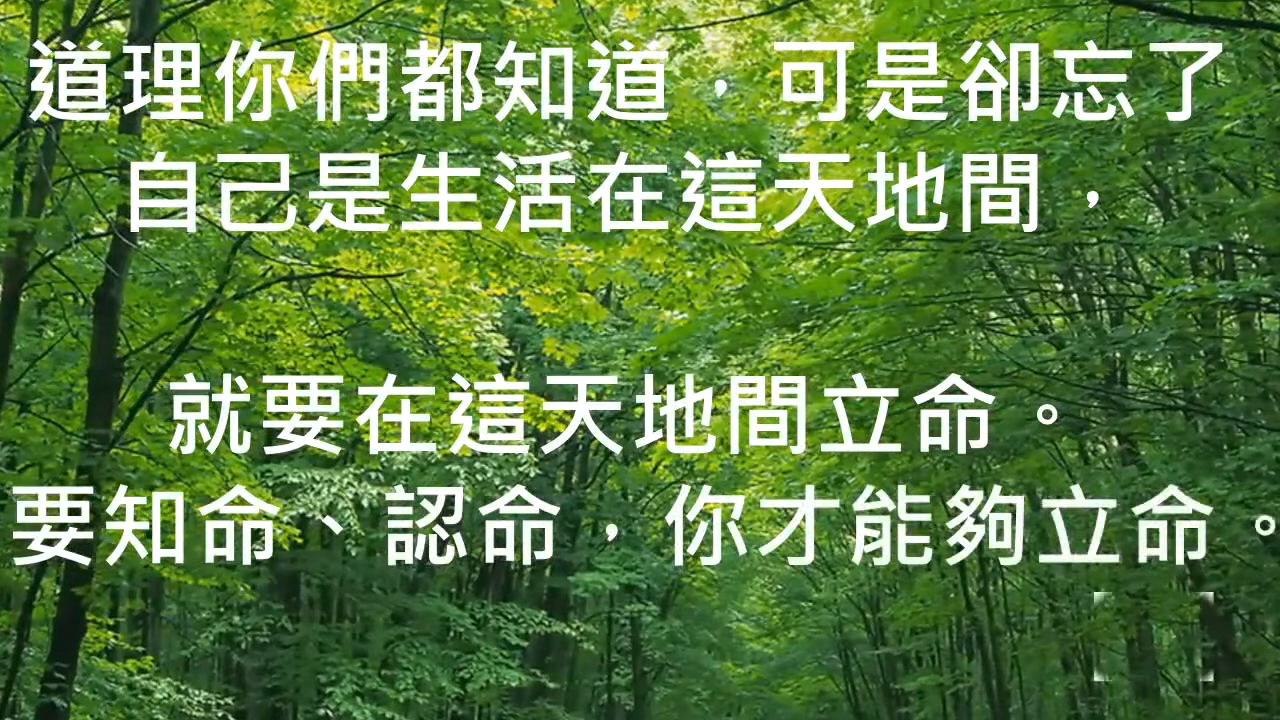 道理你們都知道，可是卻忘了
自己是生活在這天地間，
就要在這天地間立命。
要知命、認命，你才能夠立命。